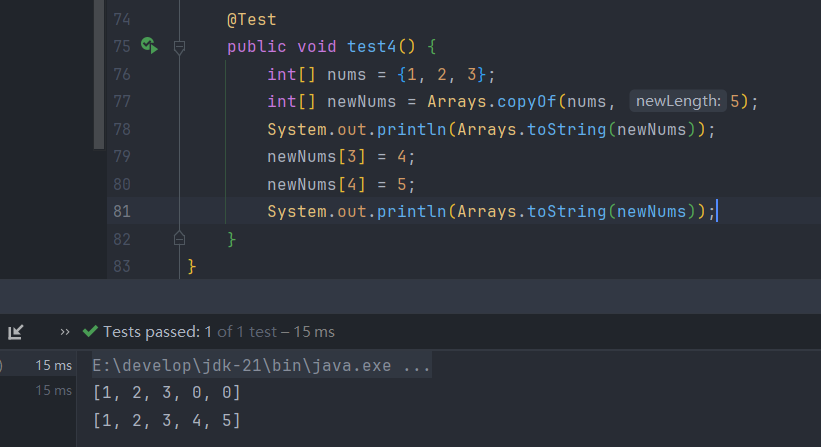 74 @Test
75 public void test4() {
76 int[] nums = {1, 2, 3};
77 int[] newNums = Arrays.copyOf(nums, newLength: 5);
78 System.out.println(Arrays.toString(newNums));
79 newNums[3] = 4;
80 newNums[4] = 5;
81 System.out.println(Arrays.toString(newNums));
82 }
83 }
» Tests passed: 1 of 1 test – 15 ms
15 ms E:\develop\jdk-21\bin\java.exe ...
15 ms [1, 2, 3, 0, 0]
[1, 2, 3, 4, 5]